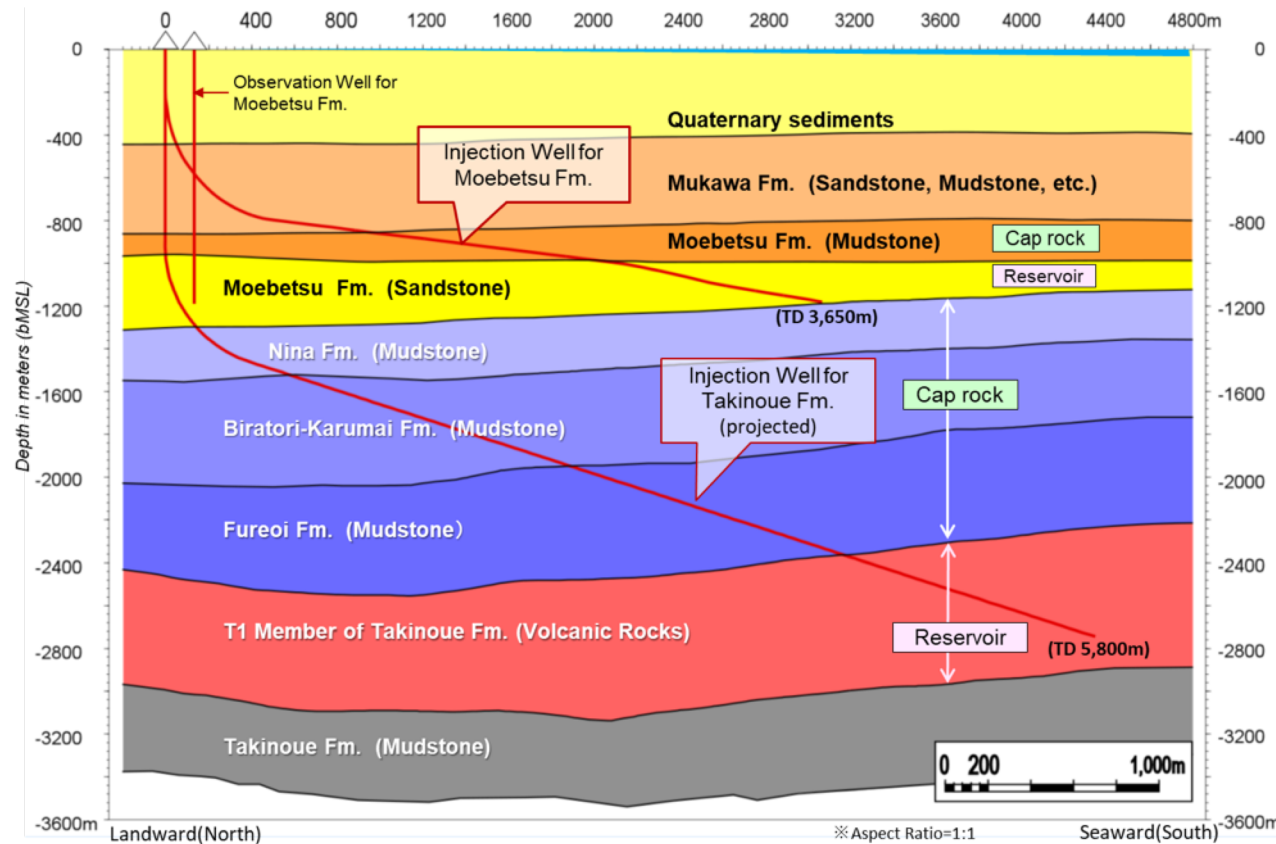 0 400 800 1200 1600 2000 2400 2800 3200 3600 4000 4400 4800m
0
-400
-800
-1200
-1600
-2000
-2400
-2800
-3200
-3600m
Depth in meters (bMSL)
0
-400
-800
-1200
-1600
-2000
-2400
-2800
-3200
-3600m
Observation Well for
Moebetsu Fm.
Quaternary sediments
Injection Well for
Moebetsu Fm.
Mukawa Fm. (Sandstone, Mudstone, etc.)
Moebetsu Fm. (Mudstone)
Cap rock
Reservoir
Moebetsu Fm. (Sandstone)
(TD 3,650m)
Nina Fm. (Mudstone)
Injection Well for
Takinoue Fm.
(projected)
Cap rock
Biratori-Karumai Fm. (Mudstone)
Fureoi Fm. (Mudstone）
T1 Member of Takinoue Fm. (Volcanic Rocks)
Reservoir
(TD 5,800m)
Takinoue Fm. (Mudstone)
0 200 1,000m
Landward(North)
※Aspect Ratio=1:1
Seaward(South)